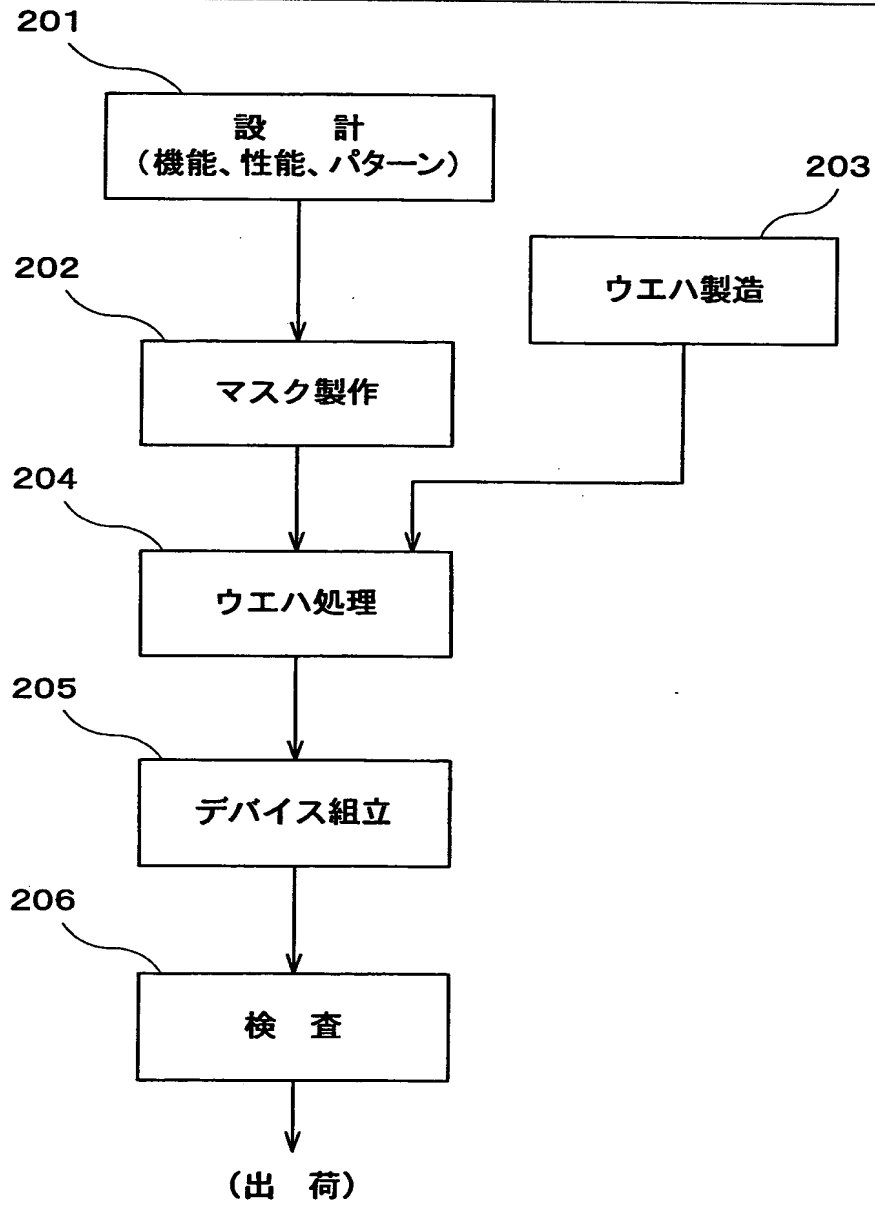 201
設 計
(機能、性能、パターン)
203
ウエハ製造
202
マスク製作
204
ウエハ処理
205
デバイス組立
206
検 査
(出 荷)